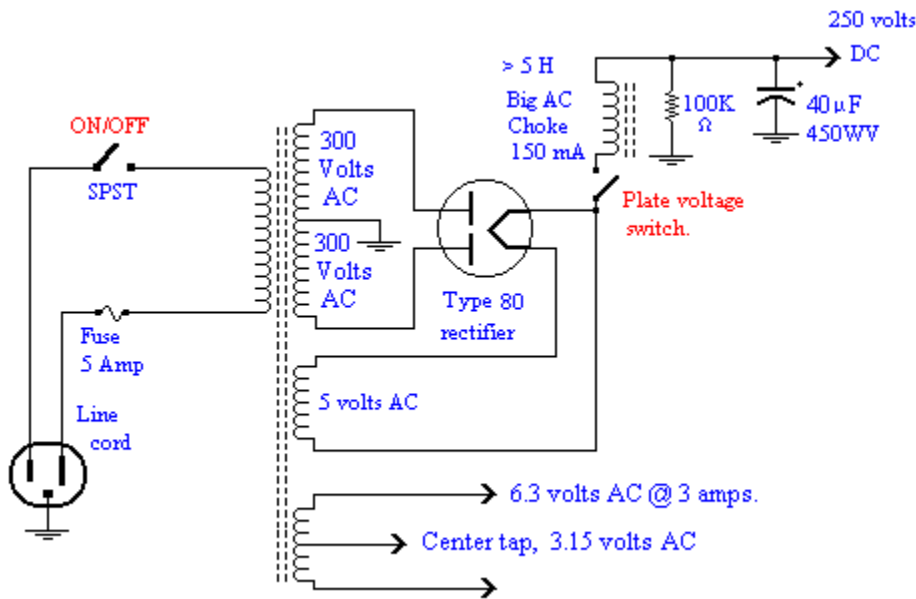 250 volts
DC
> 5 H
Big AC
Choke
150 mA
100K
Ω
+
40µF
450WV
ON/OFF
SPST
300
Volts
AC
300
Volts
AC
Plate voltage
switch.
Type 80
rectifier
Fuse
5 Amp
5 volts AC
Line
cord
6.3 volts AC @ 3 amps.
Center tap, 3.15 volts AC